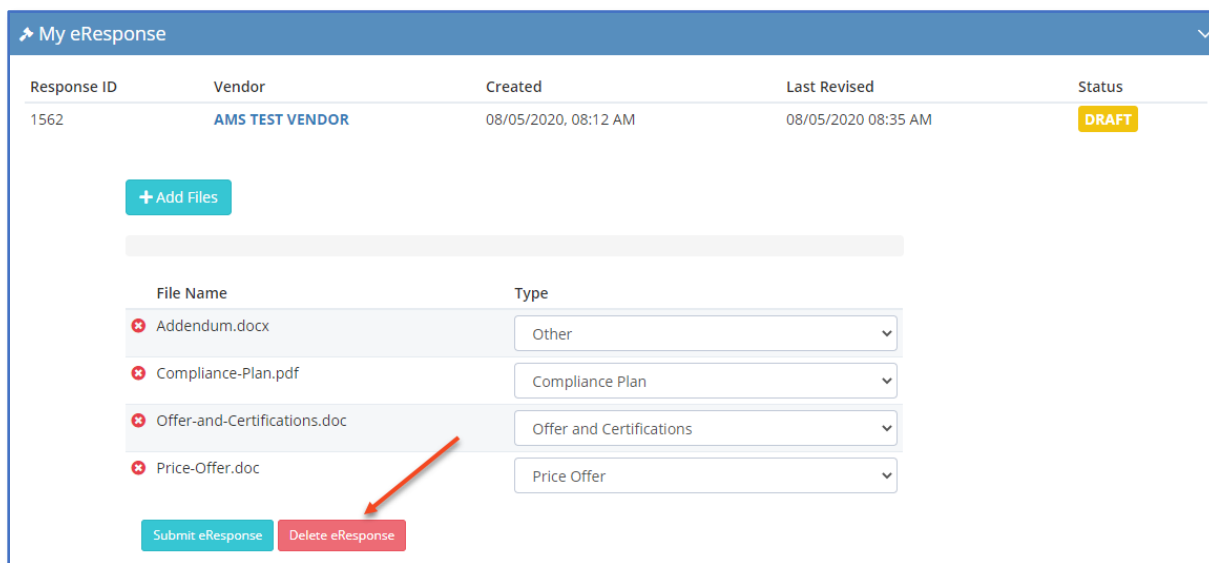 My eResponse
Response ID Vendor Created Last Revised Status
1562 AMS TEST VENDOR 08/05/2020, 08:12 AM 08/05/2020 08:35 AM DRAFT
Add Files
File Name Type
Addendum.docx Other
Compliance-Plan.pdf Compliance Plan
Offer-and-Certifications.doc Offer and Certifications
Price-Offer.doc Price Offer
Submit eResponse Delete eResponse